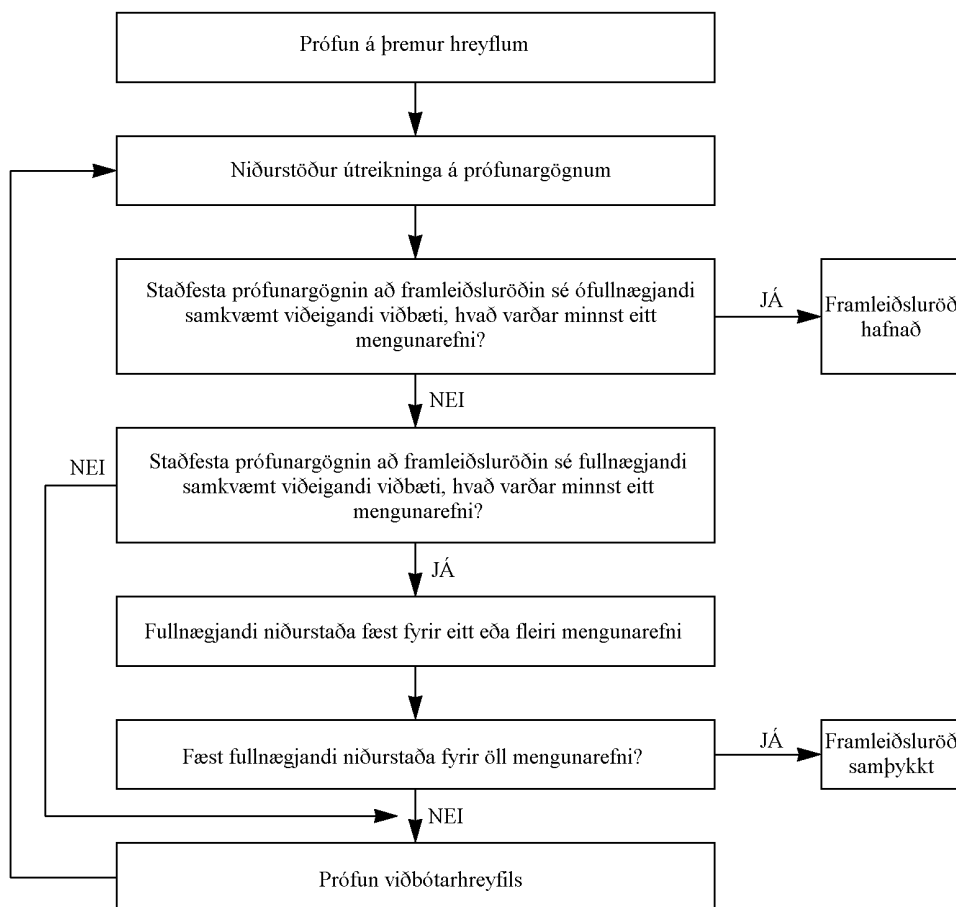 Prófun á þremur hreyflum
Niðurstöður útreikninga á prófunargögnum
Staðfesta prófunargögnin að framleiðsluröðin sé ófullnægjandi
samkvæmt viðeigandi viðbæti, hvað varðar minnst eitt
mengunarefni?
JÁ
Framleiðsluröð
hafnað
NEI
NEI
Staðfesta prófunargögnin að framleiðsluröðin sé fullnægjandi
samkvæmt viðeigandi viðbæti, hvað varðar minnst eitt
mengunarefni?
JÁ
Fullnægjandi niðurstaða fæst fyrir eitt eða fleiri mengunarefni
Fæst fullnægjandi niðurstaða fyrir öll mengunarefni?
JÁ
Framleiðsluröð
samþykkt
NEI
Prófun viðbótarhreyfils